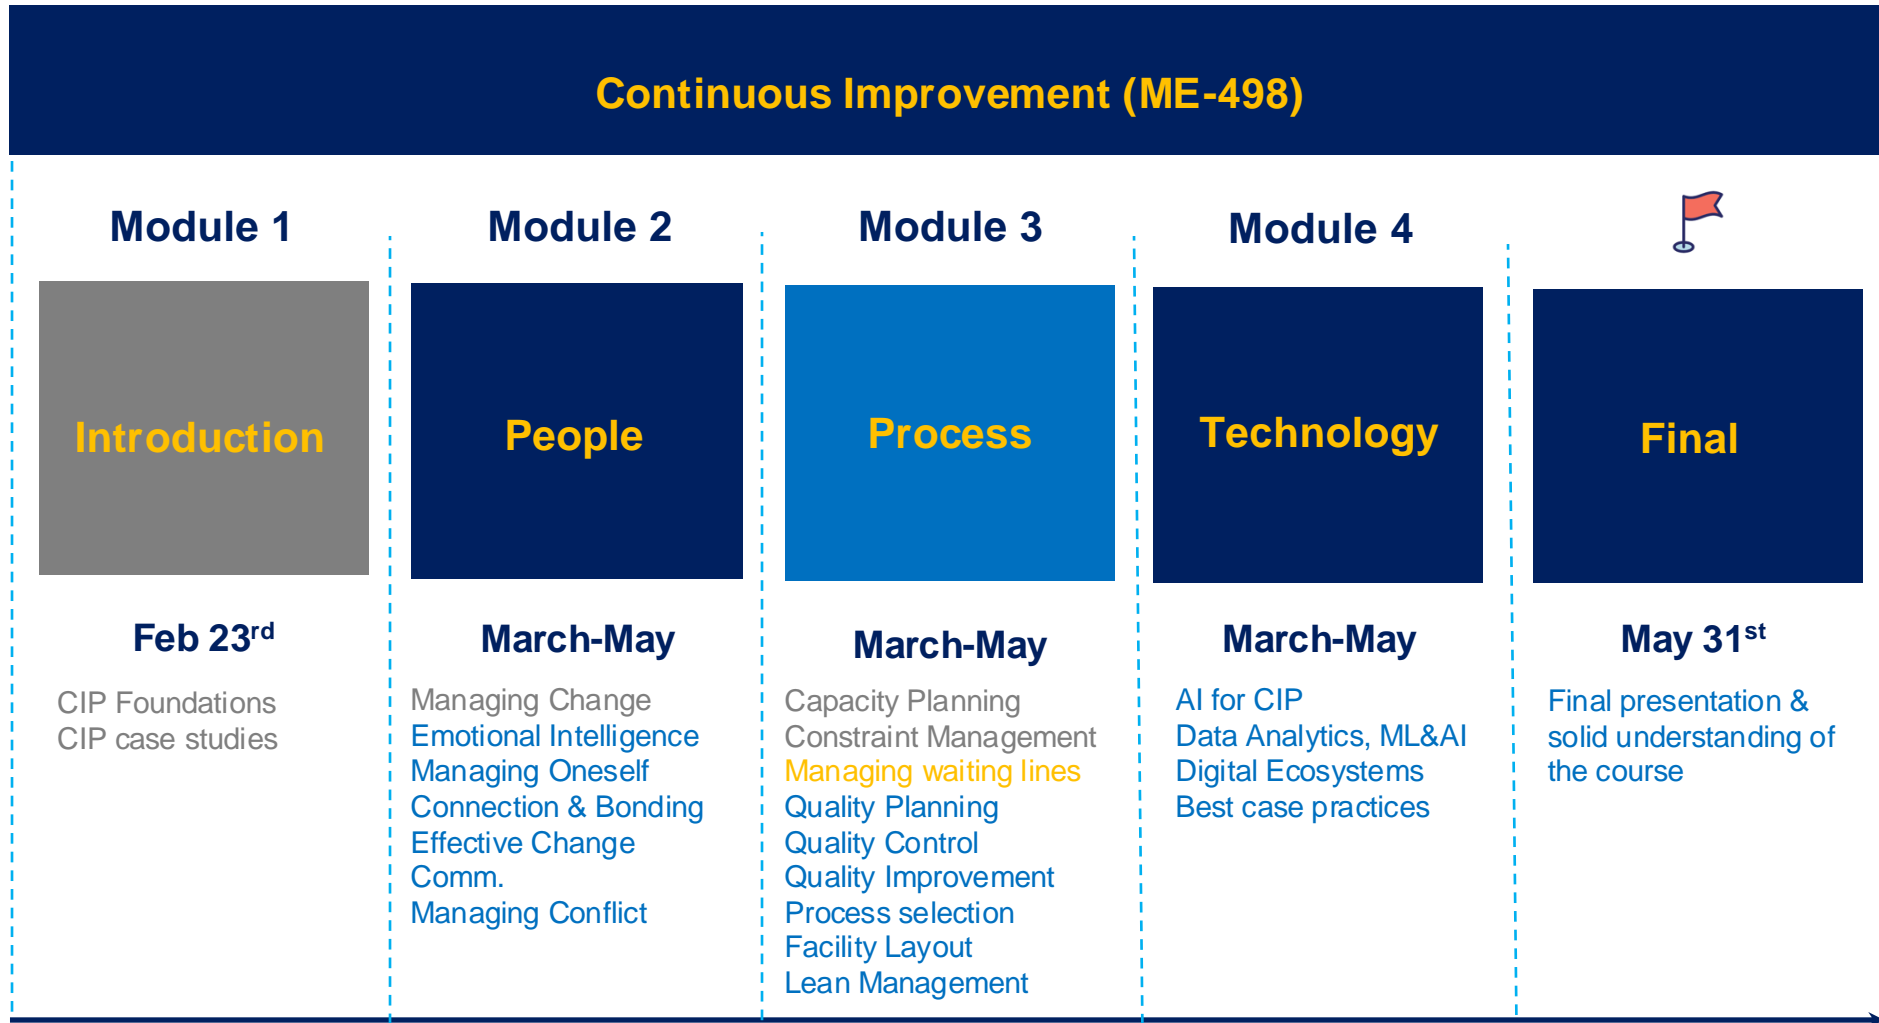 Continuous Improvement (ME-498)
Module 1
Introduction
Feb 23rd
CIP Foundations
CIP case studies
Module 2
People
March-May
Managing Change
Emotional Intelligence
Managing Oneself
Connection & Bonding
Effective Change
Comm.
Managing Conflict
Module 3
Process
March-May
Capacity Planning
Constraint Management
Managing waiting lines
Quality Planning
Quality Control
Quality Improvement
Process selection
Facility Layout
Lean Management
Module 4
Technology
March-May
AI for CIP
Data Analytics, ML&AI
Digital Ecosystems
Best case practices
Final
May 31st
Final presentation &
solid understanding of
the course